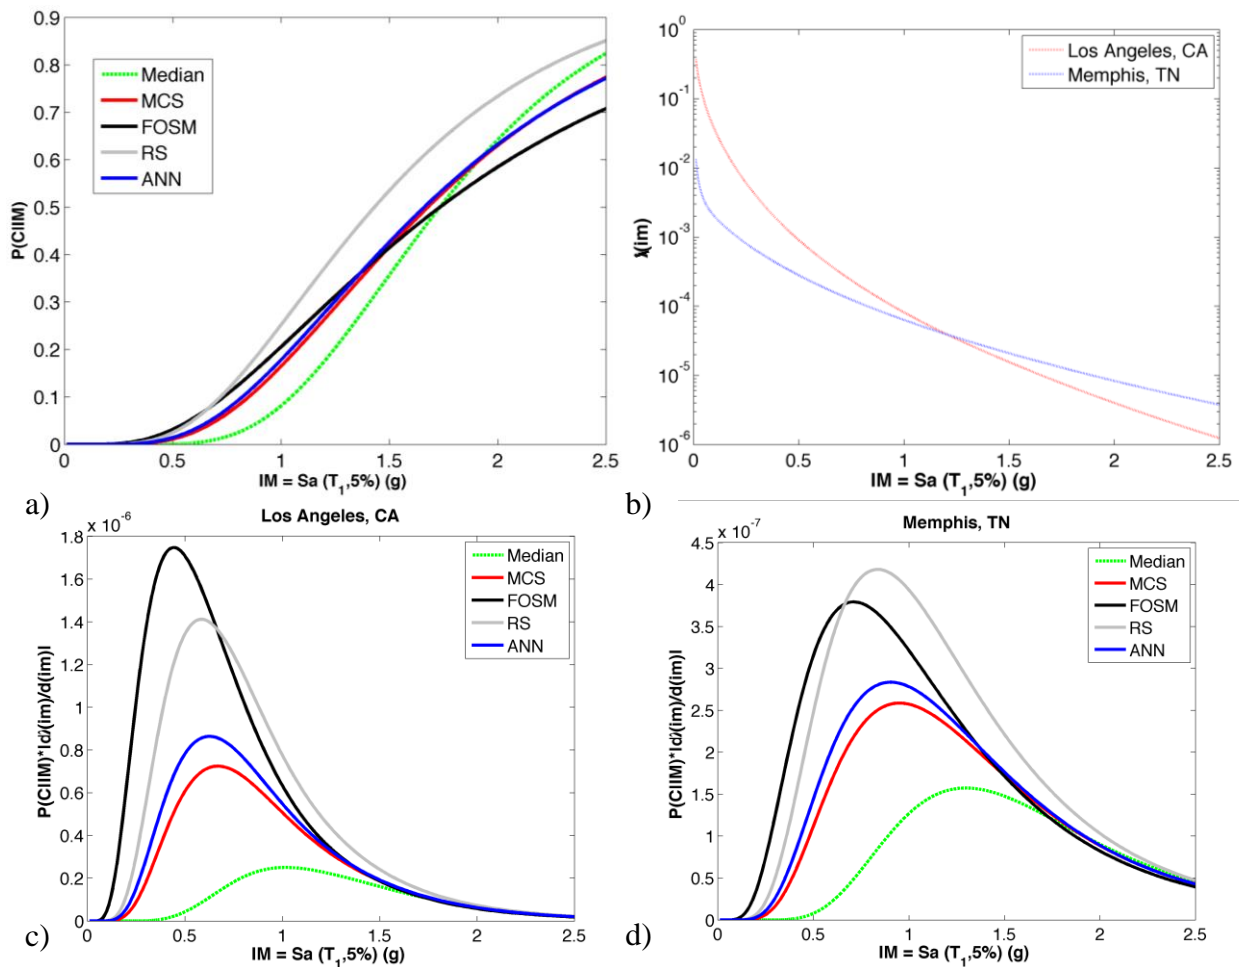 0.9
0.8
0.7
0.6
0.5
0.4
0.3
0.2
0.1
0
P(CIIM)
Median
MCS
FOSM
RS
ANN
0 0.5 1 1.5 2 2.5
IM = Sa (T1,5%) (g)
a)
10^0
10^-1
10^-2
10^-3
10^-4
10^-5
10^-6
λ(im)
Los Angeles, CA
Memphis, TN
0 0.5 1 1.5 2 2.5
IM = Sa (T1,5%) (g)
b)
Los Angeles, CA
x 10^-6
1.8
1.6
1.4
1.2
1
0.8
0.6
0.4
0.2
0
P(CIIM)*Idλ(im)/d(im)I
Median
MCS
FOSM
RS
ANN
0 0.5 1 1.5 2 2.5
IM = Sa (T1,5%) (g)
c)
Memphis, TN
x 10^-7
4.5
4
3.5
3
2.5
2
1.5
1
0.5
0
P(CIIM)*Idλ(im)/d(im)I
Median
MCS
FOSM
RS
ANN
0 0.5 1 1.5 2 2.5
IM = Sa (T1,5%) (g)
d)